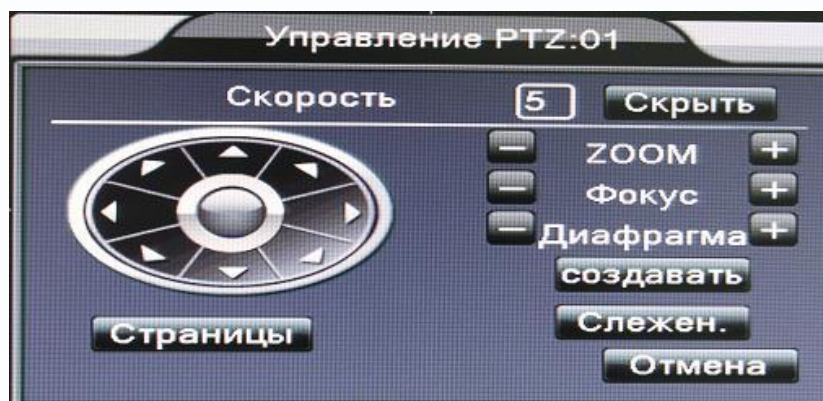 Управление PTZ:01
Скорость 5 Скрыть
- ZOOM +
- Фокус +
- Диафрагма +
создавать
Страницы Слежен.
Отмена